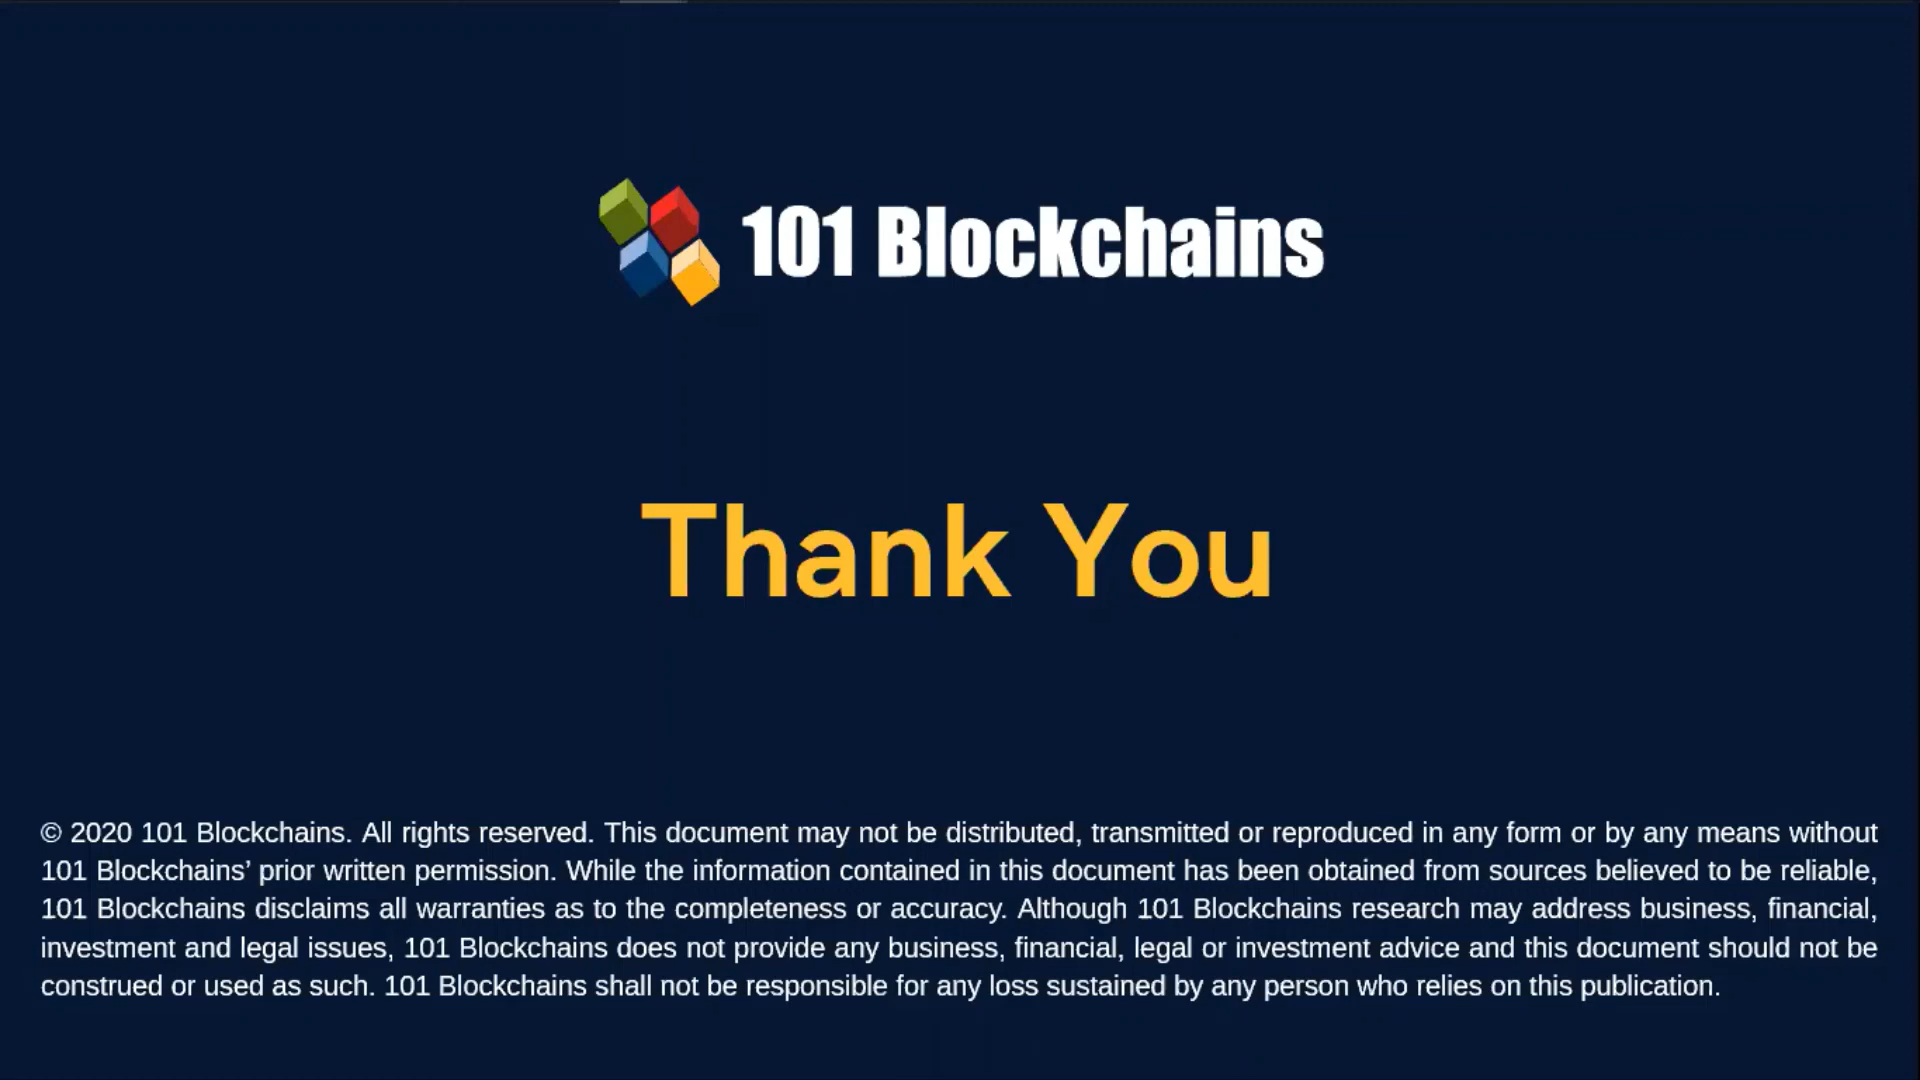 101 Blockchains
Thank You
© 2020 101 Blockchains. All rights reserved. This document may not be distributed, transmitted or reproduced in any form or by any means without
101 Blockchains’ prior written permission. While the information contained in this document has been obtained from sources believed to be reliable,
101 Blockchains disclaims all warranties as to the completeness or accuracy. Although 101 Blockchains research may address business, financial,
investment and legal issues, 101 Blockchains does not provide any business, financial, legal or investment advice and this document should not be
construed or used as such. 101 Blockchains shall not be responsible for any loss sustained by any person who relies on this publication.